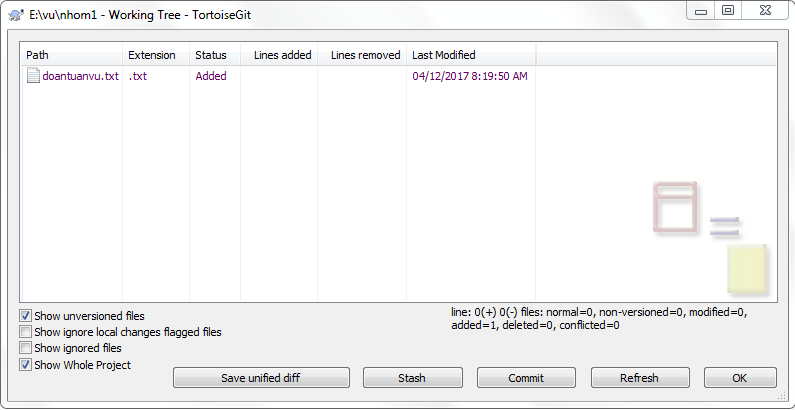 E:\vu\nhom1 - Working Tree - TortoiseGit
Path Extension Status Lines added Lines removed Last Modified
doantuanvu.txt .txt Added 04/12/2017 8:19:50 AM
line: 0(+) 0(-) files: normal=0, non-versioned=0, modified=0,
added=1, deleted=0, conflicted=0
Show unversioned files
Show ignore local changes flagged files
Show ignored files
Show Whole Project
Save unified diff Stash Commit Refresh OK